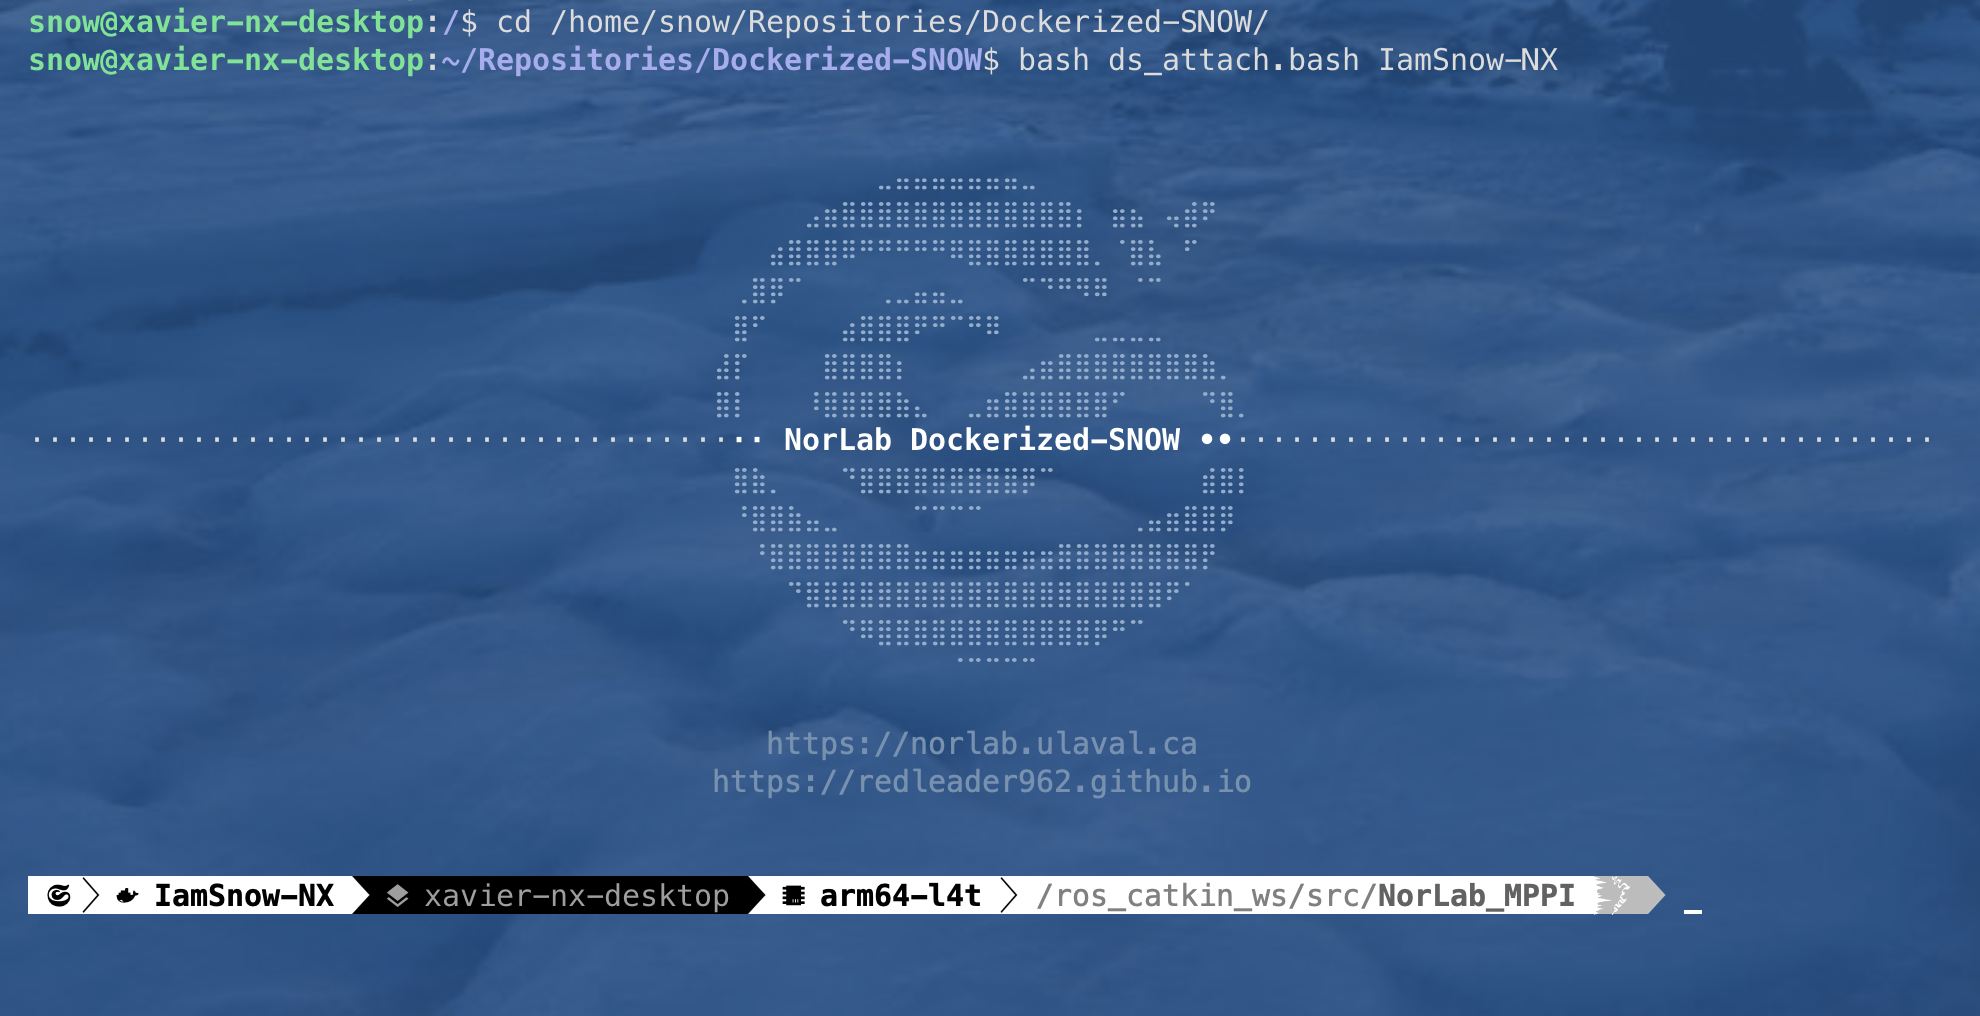 snow@xavier-nx-desktop:/$ cd /home/snow/Repositories/Dockerized-SNOW/
snow@xavier-nx-desktop:~/Repositories/Dockerized-SNOW$ bash ds_attach.bash IamSnow-NX
NorLab Dockerized-SNOW ••
https://norlab.ulaval.ca
https://redleader962.github.io
IamSnow-NX xavier-nx-desktop arm64-l4t /ros_catkin_ws/src/NorLab_MPPI _